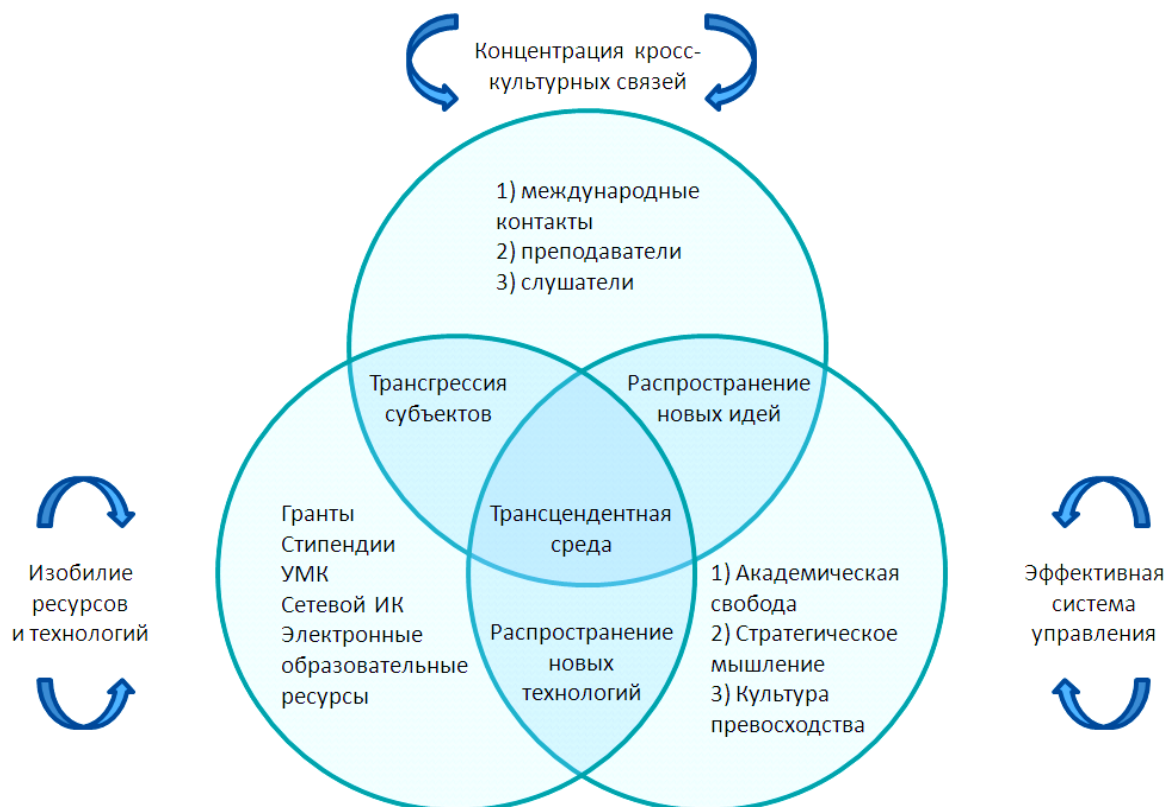 Концентрация кросс-
культурных связей
1) международные
контакты
2) преподаватели
3) слушатели
Трансгрессия
субъектов
Распространение
новых идей
Гранты
Стипендии
УМК
Сетевой ИК
Электронные
образовательные
ресурсы
Трансцендентная
среда
Изобилие
ресурсов
и технологий
1) Академическая
свобода
2) Стратегическое
мышление
3) Культура
превосходства
Эффективная
система
управления
Распространение
новых
технологий